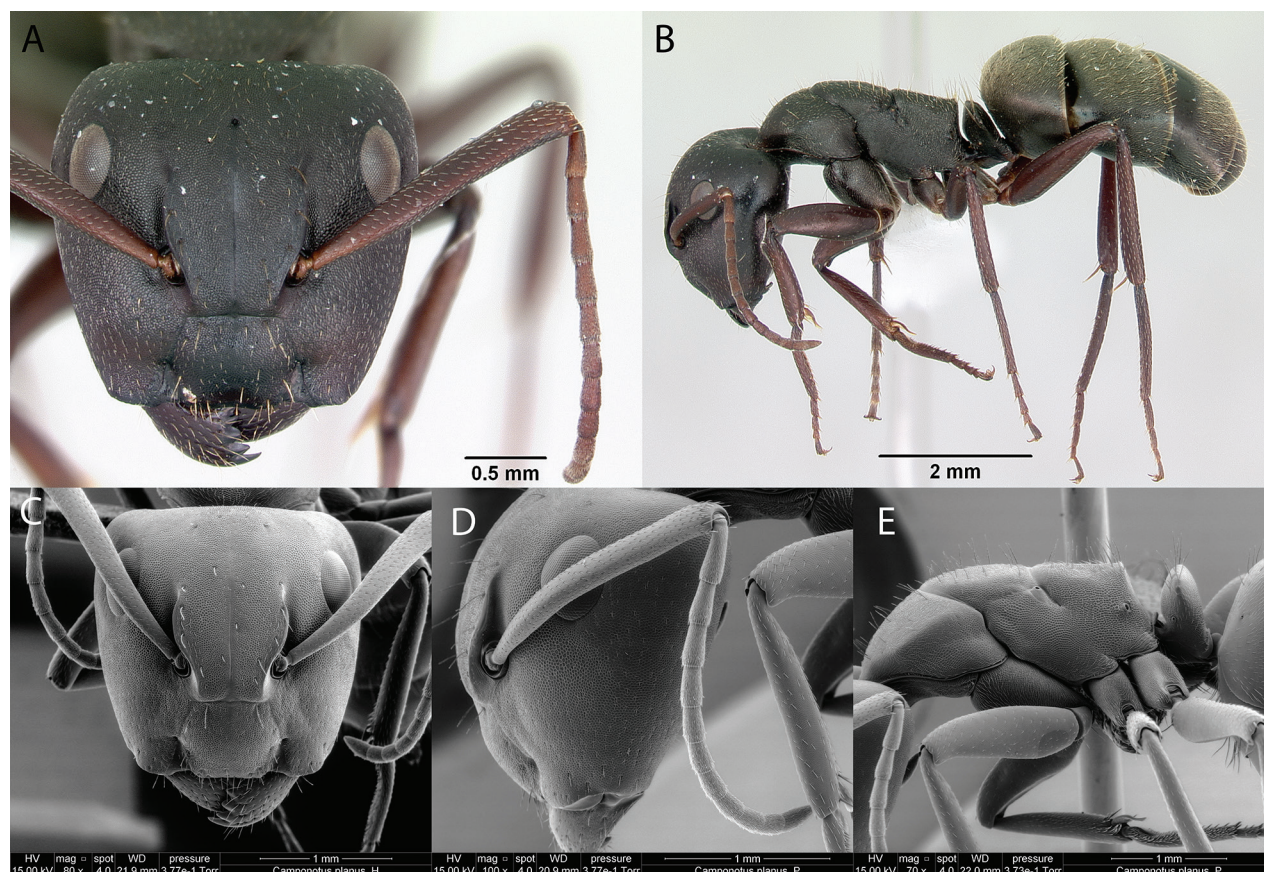 A
B
0.5 mm
2 mm
C
D
E
HV mag □ spot WD pressure 1 mm
15.00 kV 80 x 4.0 21.9 mm 3.77e-1 Torr Camponotus planus, H
HV mag □ spot WD pressure 1 mm
15.00 kV 100 x 4.0 20.9 mm 3.77e-1 Torr Camponotus planus, P
HV mag □ spot WD pressure 1 mm
15.00 kV 70 x 4.0 22.0 mm 3.73e-1 Torr Camponotus planus, P